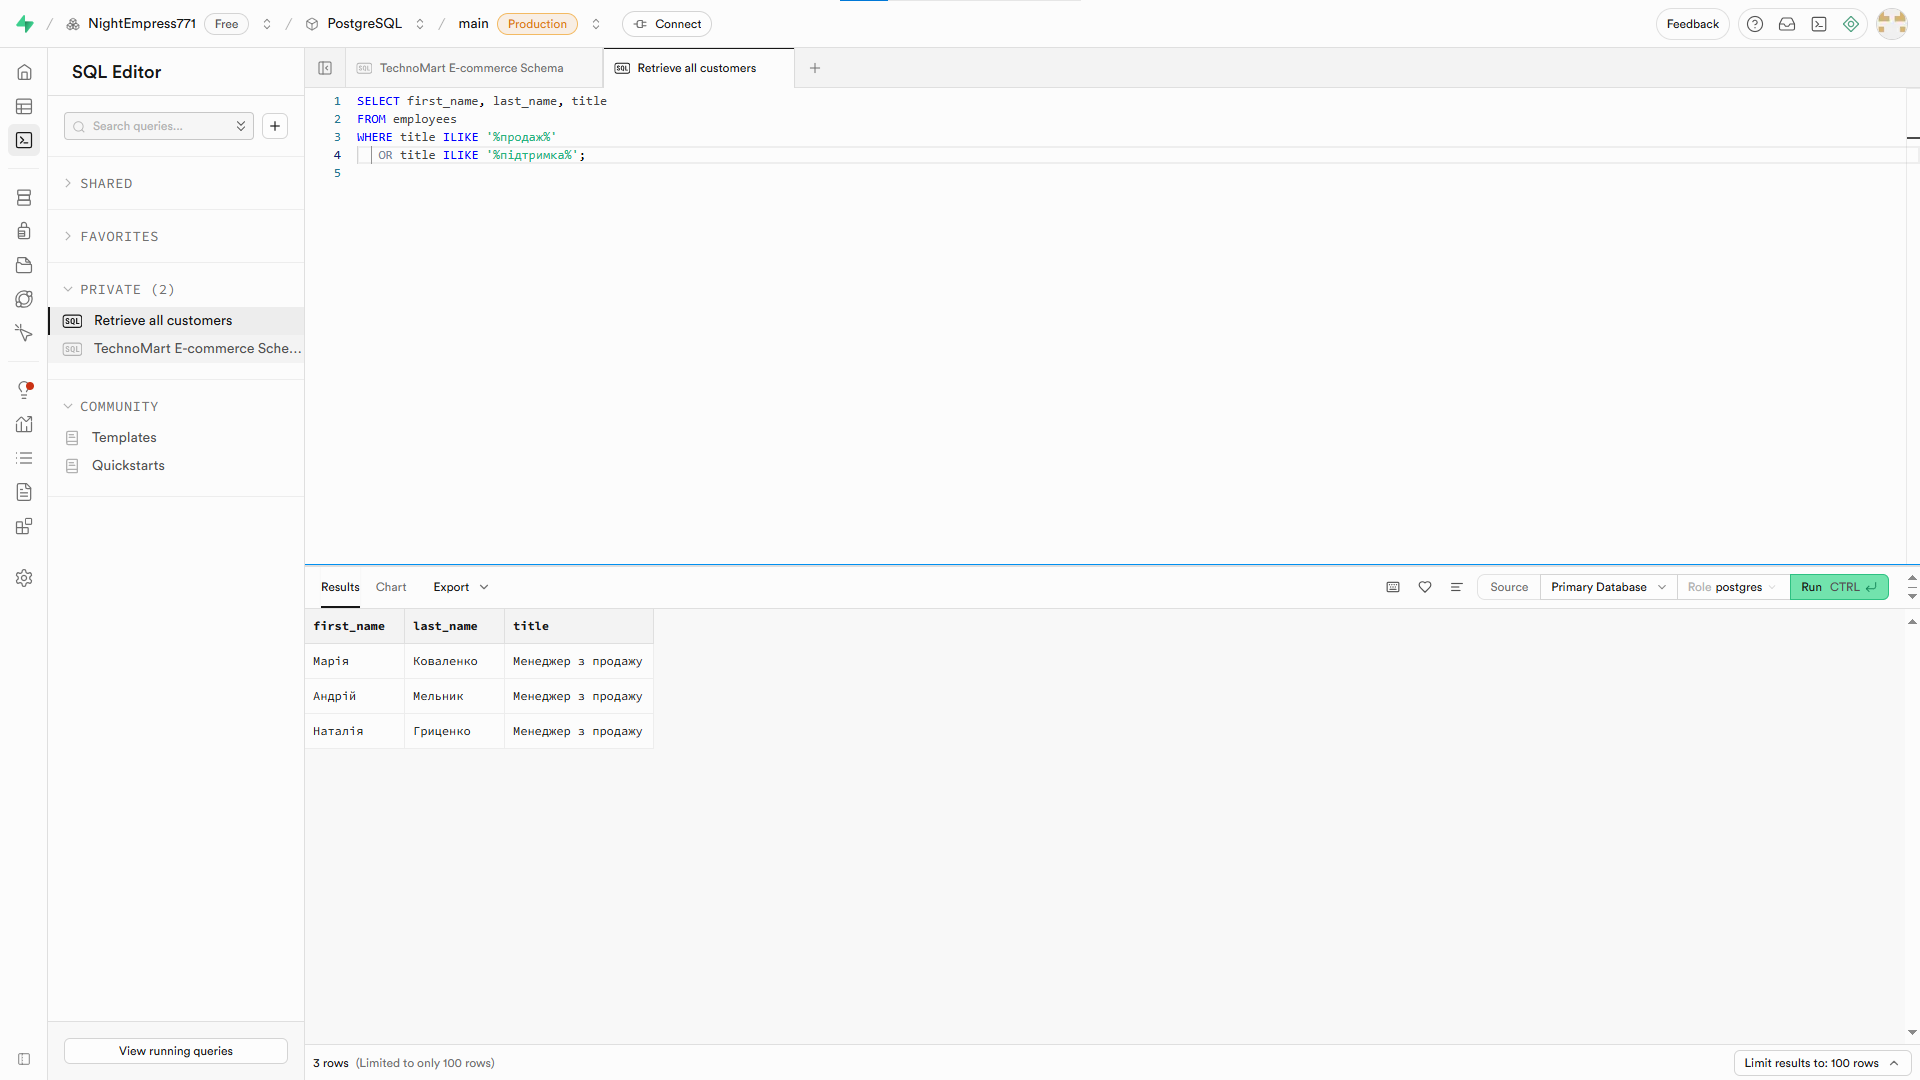 NightEmpress771 Free / PostgreSQL / main Production Connect
Feedback
SQL Editor
Search queries...
SHARED
FAVORITES
PRIVATE (2)
SQL Retrieve all customers
SQL TechnoMart E-commerce Sche...
COMMUNITY
Templates
Quickstarts
View running queries
SQL TechnoMart E-commerce Schema
SQL Retrieve all customers
1 SELECT first_name, last_name, title
2 FROM employees
3 WHERE title ILIKE '%продаж%'
4 OR title ILIKE '%підтримка%';
5
Results Chart Export
Source Primary Database Role postgres Run CTRL
first_name last_name title
Марія Коваленко Менеджер з продажу
Андрій Мельник Менеджер з продажу
Наталія Гриценко Менеджер з продажу
3 rows (Limited to only 100 rows)
Limit results to: 100 rows